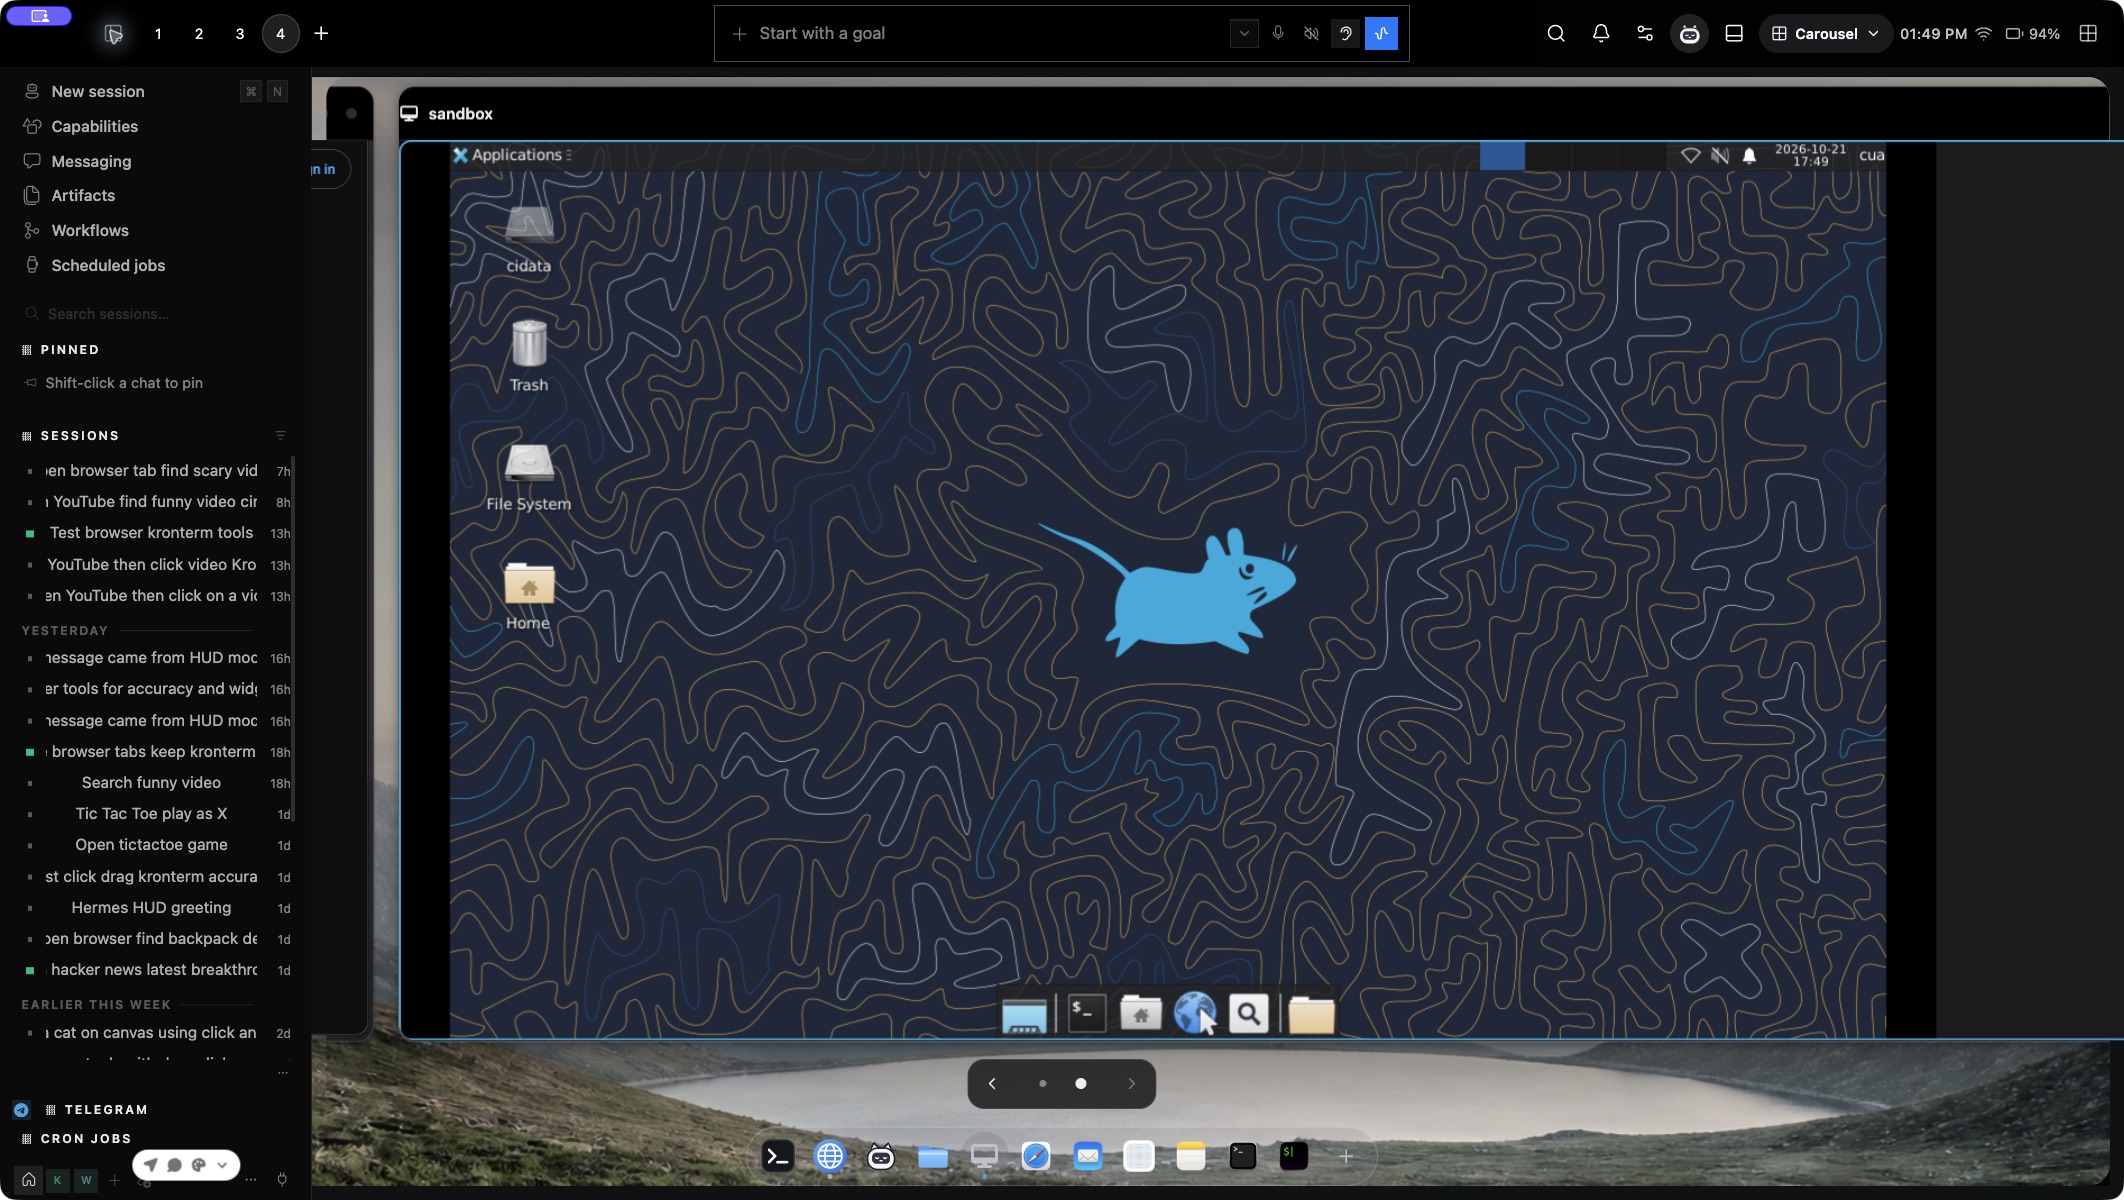 1 2 3 4
Start with a goal
Carousel
01:49 PM
94%
New session
⌘ N
Capabilities
Messaging
Artifacts
Workflows
Scheduled jobs
Search sessions...
PINNED
Shift-click a chat to pin
SESSIONS
en browser tab find scary vid 7h
YouTube find funny video cir 8h
Test browser kronterm tools 13h
YouTube then click video Kro 13h
en YouTube then click on a vi 13h
YESTERDAY
message came from HUD mod 16h
er tools for accuracy and widg 16h
message came from HUD mod 16h
browser tabs keep kronterm 18h
Search funny video 18h
Tic Tac Toe play as X 1d
Open tictactoe game 1d
st click drag kronterm accura 1d
Hermes HUD greeting 1d
en browser find backpack de 1d
hacker news latest breakthro 1d
EARLIER THIS WEEK
a cat on canvas using click an 2d
TELEGRAM
CRON JOBS
K W
n in
sandbox
Applications
2026-10-21
17:49
cua
cidata
Trash
File System
Home